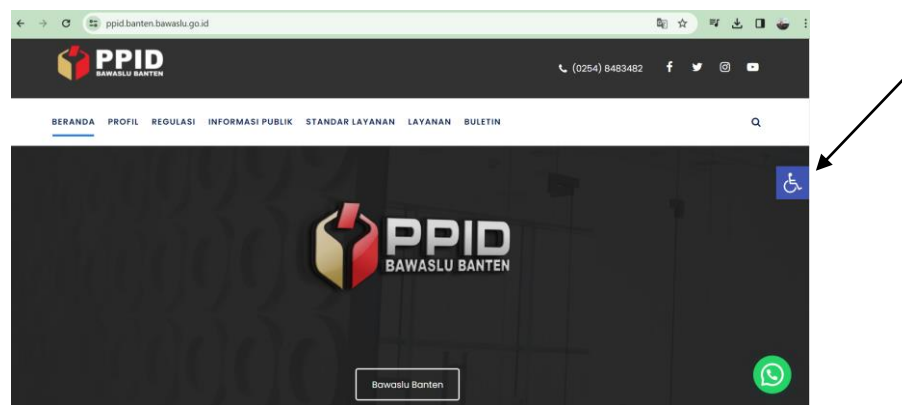 ppid.banten.bawaslu.go.id
PPID
BAWASLU BANTEN
(0254) 8483482
BERANDA PROFIL REGULASI INFORMASI PUBLIK STANDAR LAYANAN LAYANAN BULETIN
PPID
BAWASLU BANTEN
Bawaslu Banten